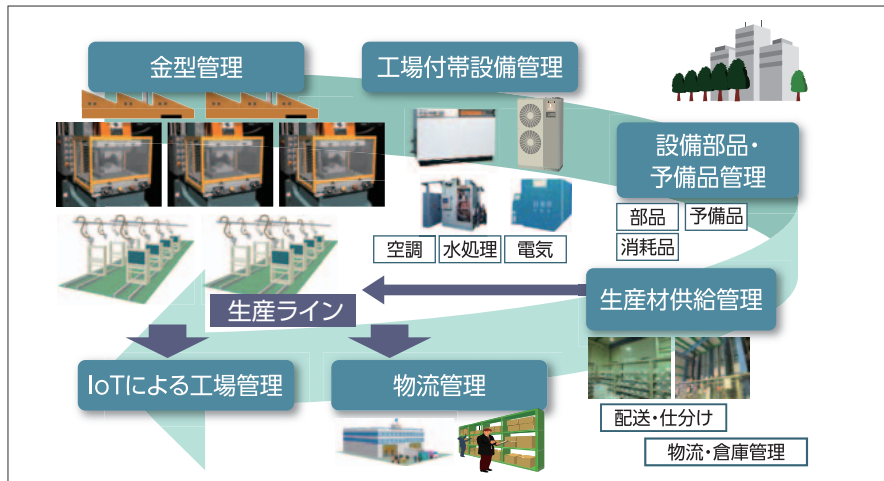 金型管理
工場付帯設備管理
設備部品・
予備品管理
部品
予備品
消耗品
空調
水処理
電気
生産材供給管理
生産ライン
IoTによる工場管理
物流管理
配送・仕分け
物流・倉庫管理